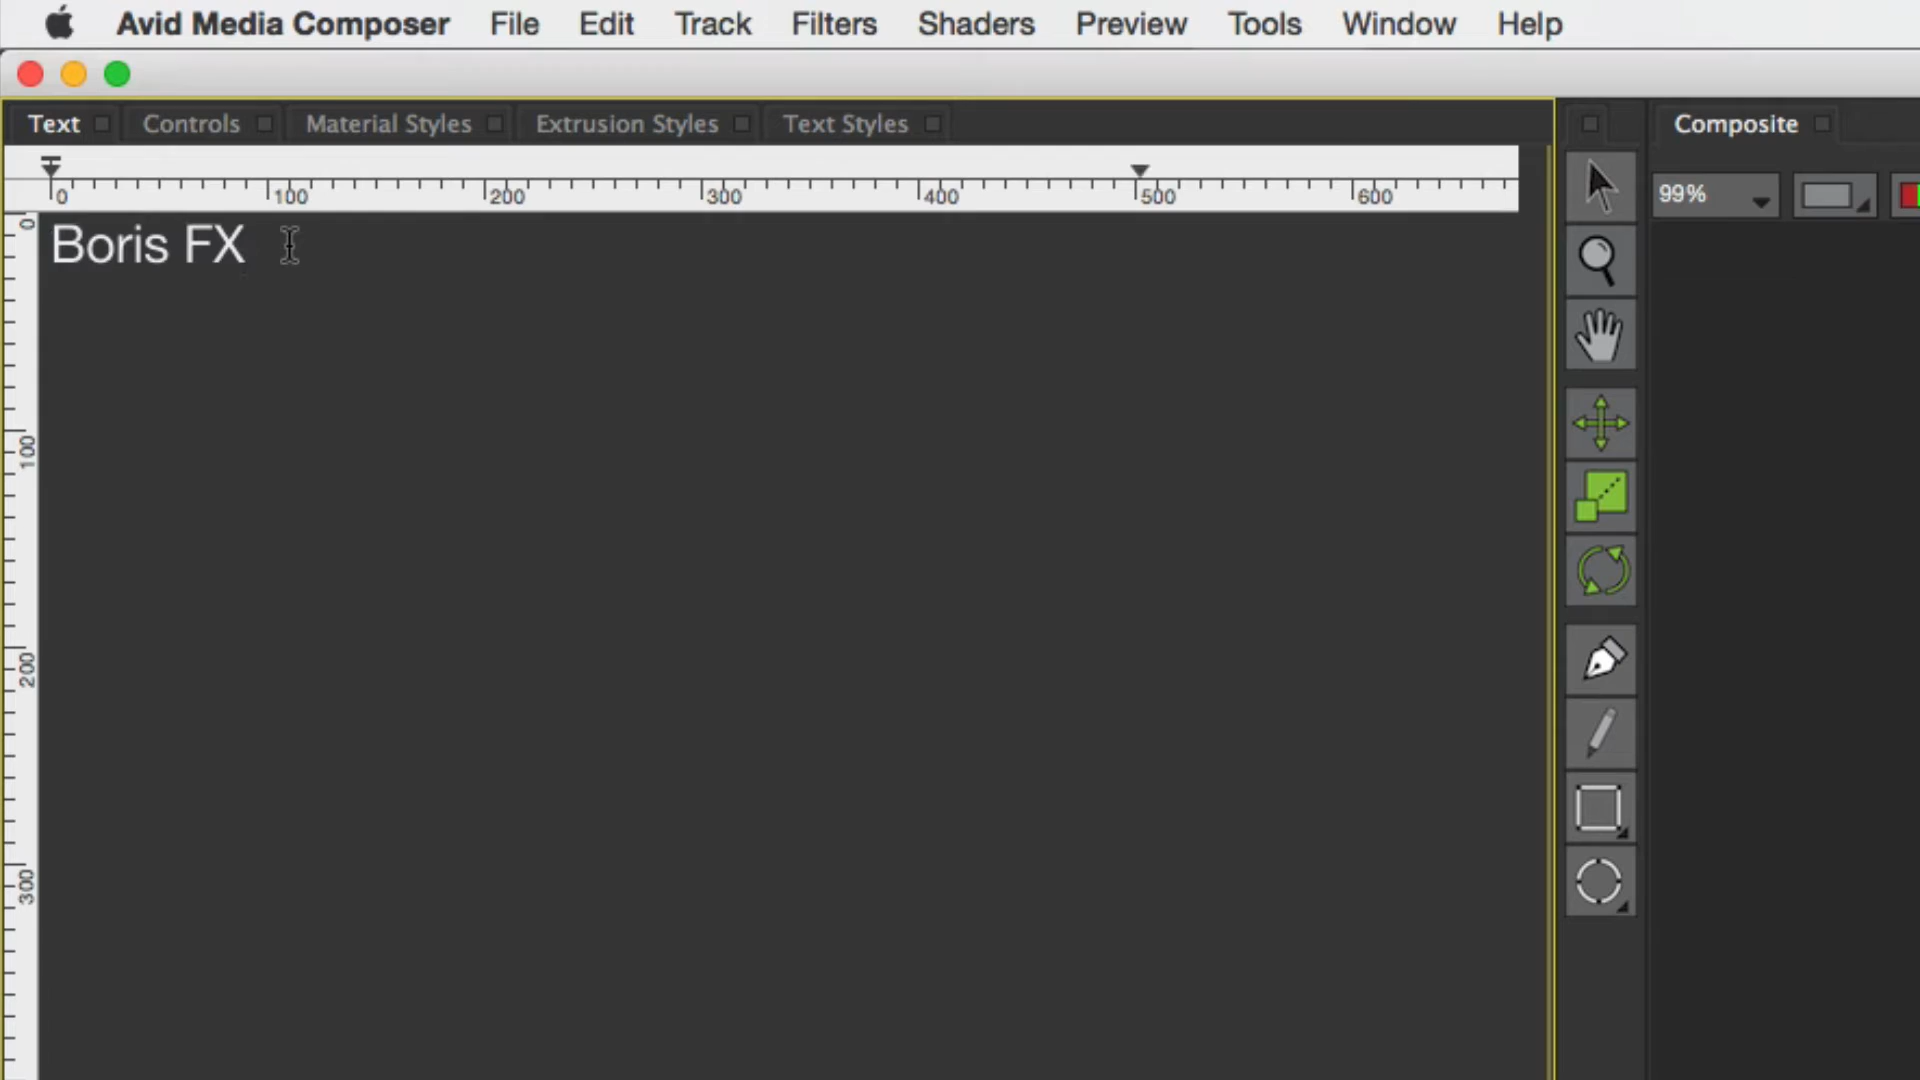 Avid Media Composer File Edit Track Filters Shaders Preview Tools Window Help
Text Controls Material Styles Extrusion Styles Text Styles Composite
0 100 200 300 400 500 600
99%
0
Boris FX
100
200
300